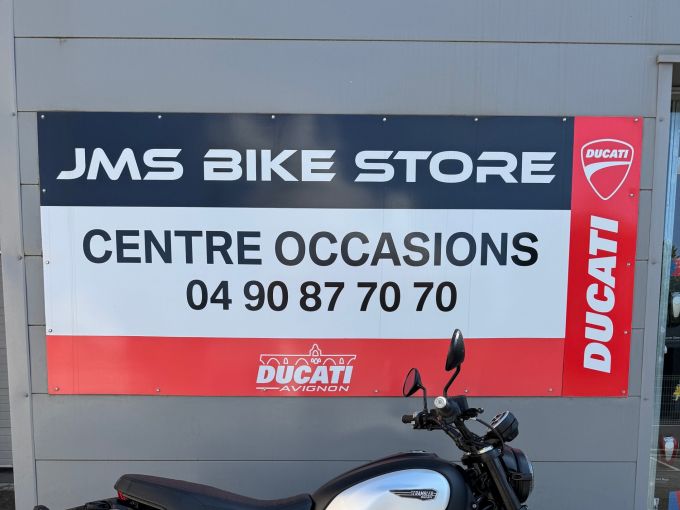 JMS BIKE STORE
CENTRE OCCASIONS
04 90 87 70 70
DUCATI
AVIGNON
DUCATI
DUCATI
SCRAMBLER